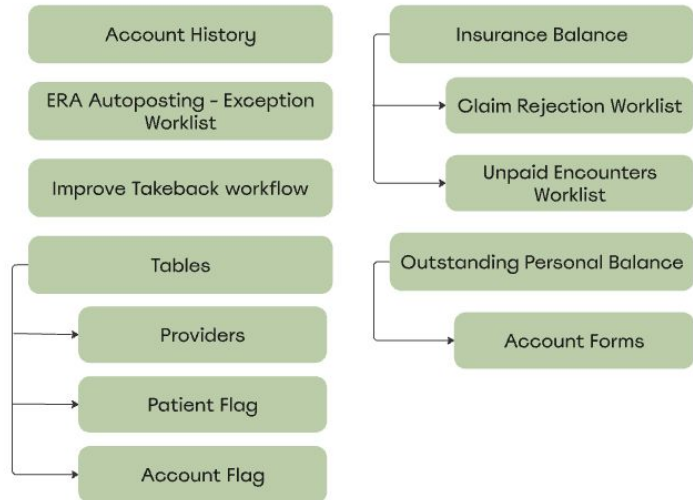 Account History
ERA Autoposting - Exception
Worklist
Improve Takeback workflow
Tables
Providers
Patient Flag
Account Flag
Insurance Balance
Claim Rejection Worklist
Unpaid Encounters
Worklist
Outstanding Personal Balance
Account Forms